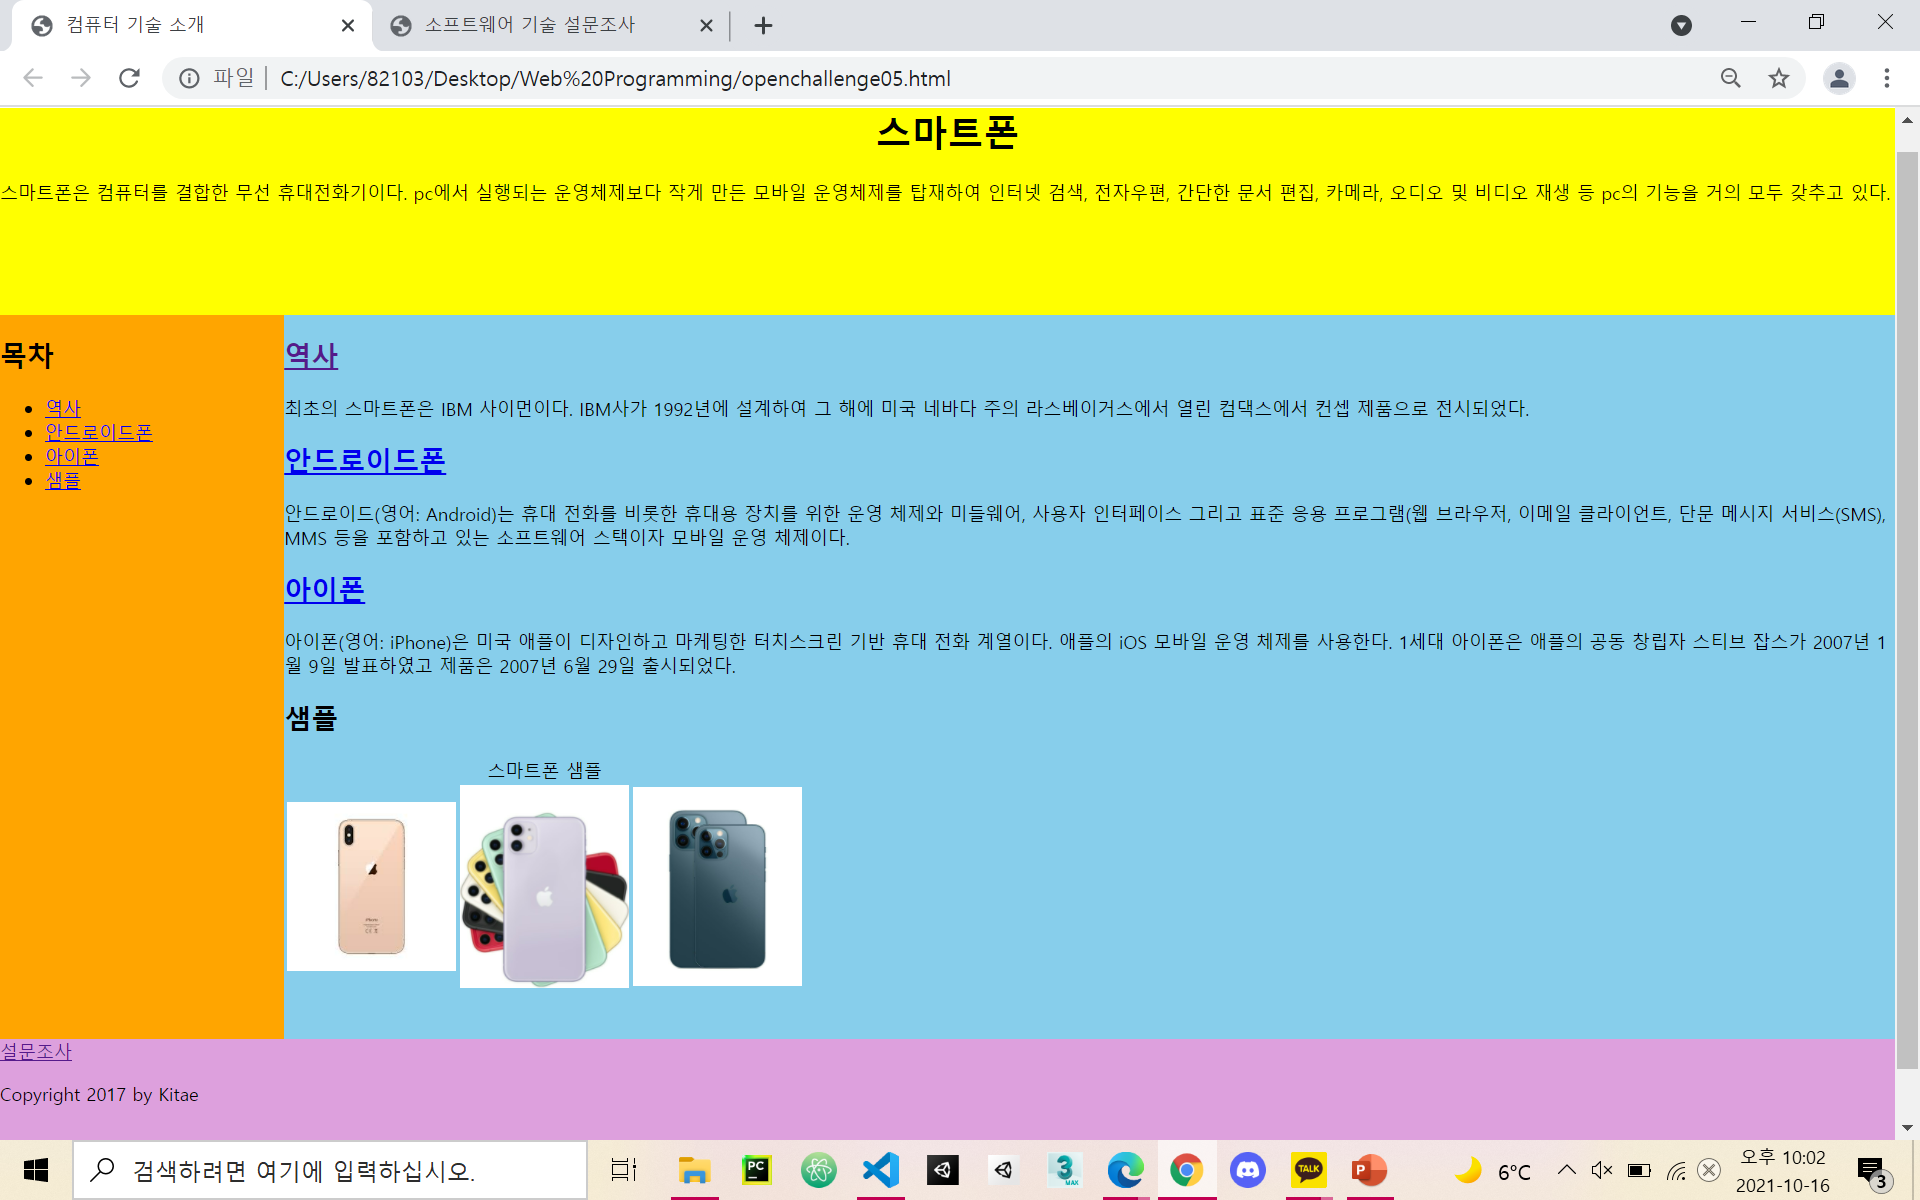 컴퓨터 기술 소개
소프트웨어 기술 설문조사
파일
C:/Users/82103/Desktop/Web%20Programming/openchallenge05.html
스마트폰
스마트폰은 컴퓨터를 결합한 무선 휴대전화기이다. pc에서 실행되는 운영체제보다 작게 만든 모바일 운영체제를 탑재하여 인터넷 검색, 전자우편, 간단한 문서 편집, 카메라, 오디오 및 비디오 재생 등 pc의 기능을 거의 모두 갖추고 있다.
목차
역사
안드로이드폰
아이폰
샘플
역사
최초의 스마트폰은 IBM 사이먼이다. IBM사가 1992년에 설계하여 그 해에 미국 네바다 주의 라스베이거스에서 열린 컴댁스에서 컨셉 제품으로 전시되었다.
안드로이드폰
안드로이드(영어: Android)는 휴대 전화를 비롯한 휴대용 장치를 위한 운영 체제와 미들웨어, 사용자 인터페이스 그리고 표준 응용 프로그램(웹 브라우저, 이메일 클라이언트, 단문 메시지 서비스(SMS),
MMS 등을 포함하고 있는 소프트웨어 스택이자 모바일 운영 체제이다.
아이폰
아이폰(영어: iPhone)은 미국 애플이 디자인하고 마케팅한 터치스크린 기반 휴대 전화 계열이다. 애플의 iOS 모바일 운영 체제를 사용한다. 1세대 아이폰은 애플의 공동 창립자 스티브 잡스가 2007년 1
월 9일 발표하였고 제품은 2007년 6월 29일 출시되었다.
샘플
스마트폰 샘플
설문조사
Copyright 2017 by Kitae
검색하려면 여기에 입력하십시오.
PC
3
MAX
TALK
P
6°C
오후 10:02
2021-10-16
3